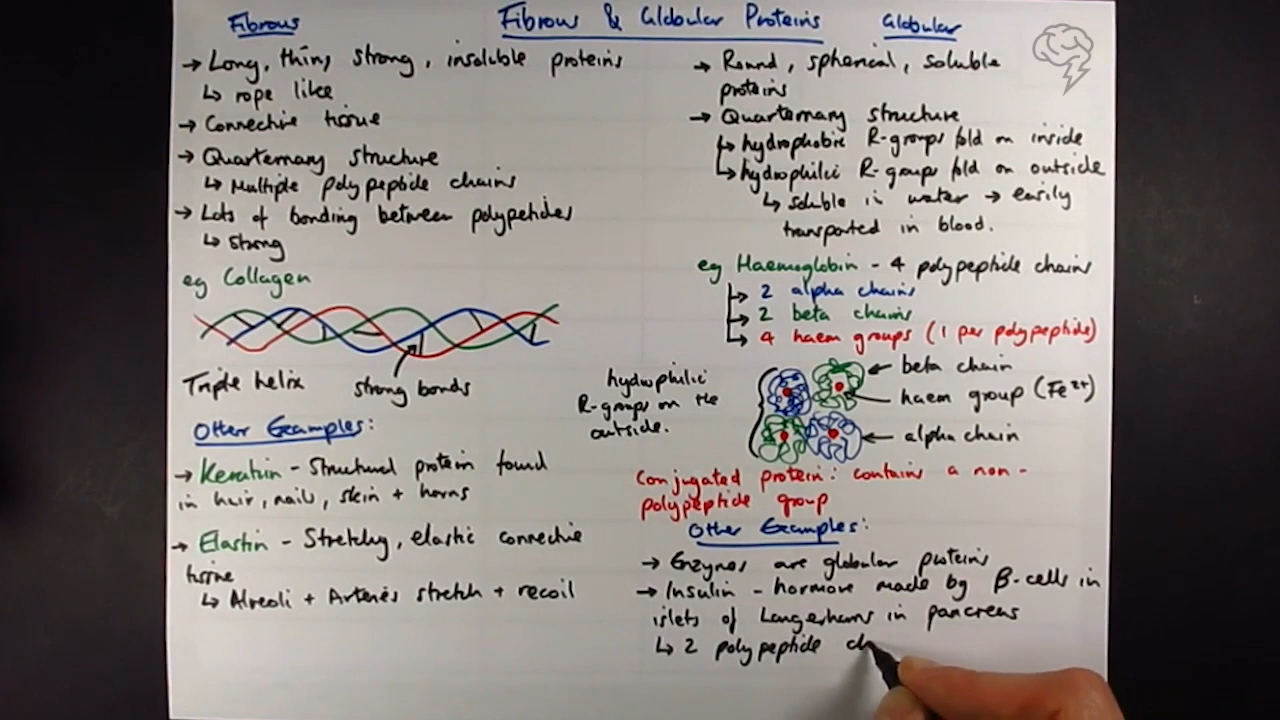 Fibrous & Globular Proteins
Fibrous
→ Long, thin, strong, insoluble proteins
↳ rope like
→ Connective tissue
→ Quarternary structure
↳ Multiple polypeptide chains
→ Lots of bonding between polypetides
↳ Strong
eg Collagen
Triple helix
strong bonds
Other Examples:
→ Keratin - Structural protein found
in hair, nails, skin + horns
→ Elastin - Stretchy, elastic connective
tissue
↳ Alveoli + Arteries stretch + recoil
Globular
→ Round, spherical, soluble
proteins
→ Quarternary structure
↳ hydrophobic R-groups fold on inside
↳ hydrophilic R-groups fold on outside
↳ soluble in water → easily
transported in blood.
eg Haemoglobin - 4 polypeptide chains
→ 2 alpha chains
→ 2 beta chains
→ 4 haem groups (1 per polypeptide)
hydrophilic
R-groups on the
outside.
beta chain
haem group (Fe²⁺)
alpha chain
Conjugated protein: contains a non-
polypeptide group
Other Examples:
→ Enzymes are globular proteins
→ Insulin - hormone made by β-cells in
islets of Langerhans in pancreas
↳ 2 polypeptide ch